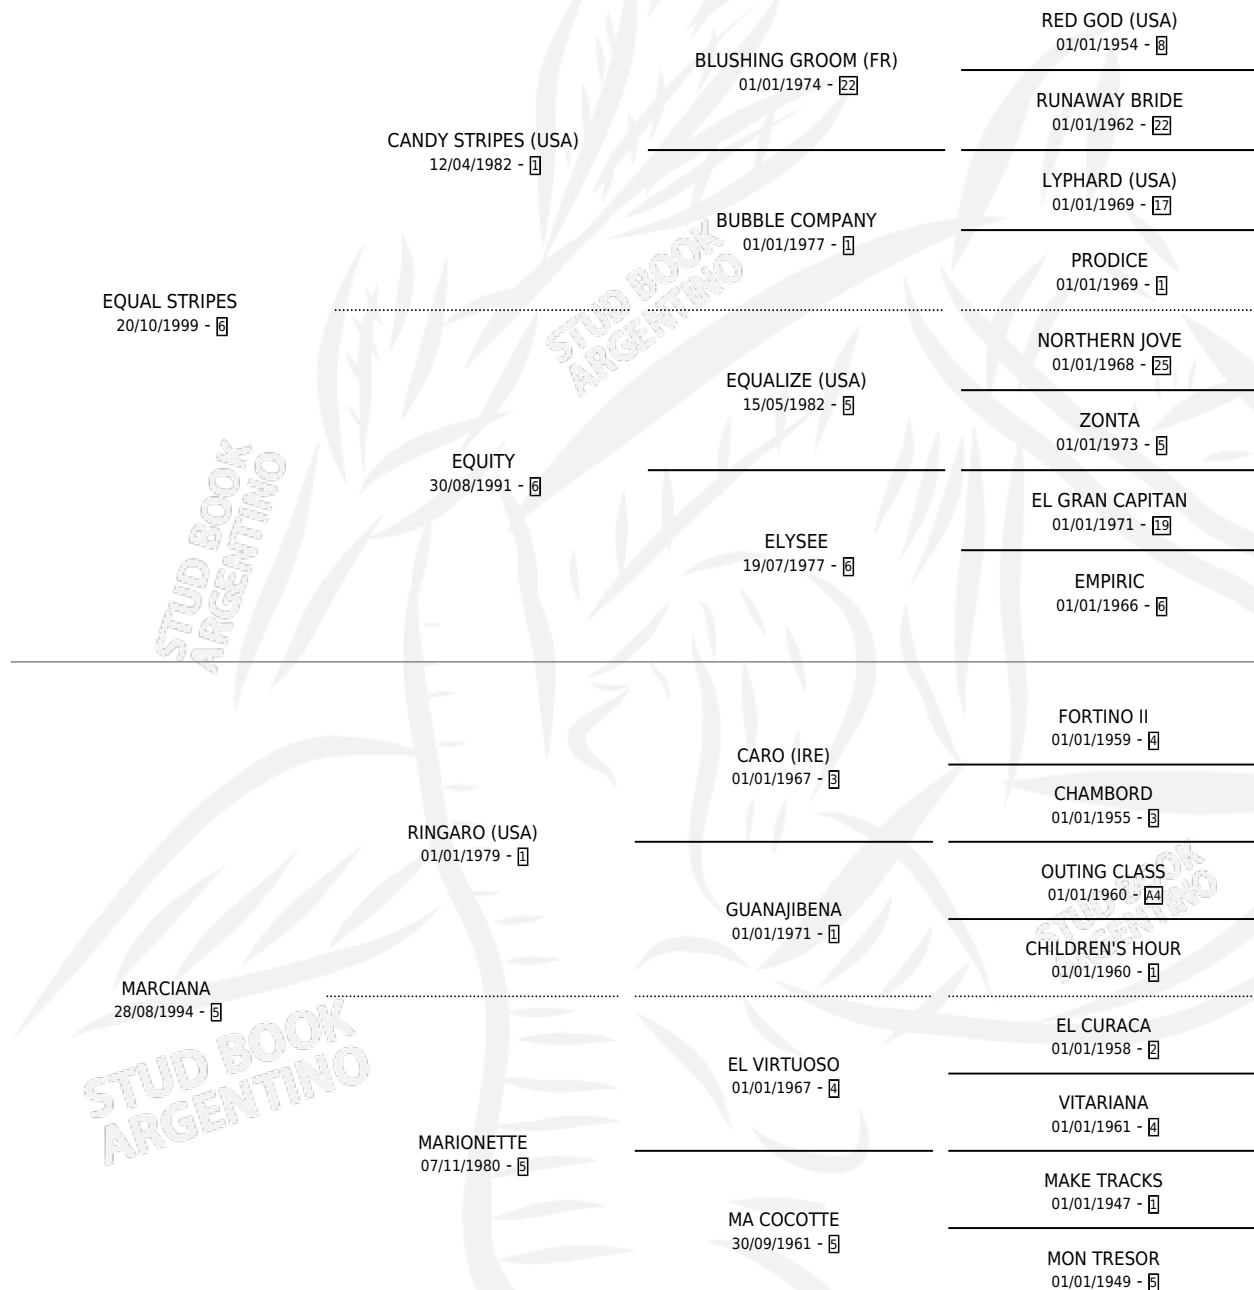 RED GOD (USA)
01/01/1954 - 8
BLUSHING GROOM (FR)
01/01/1974 - 22
RUNAWAY BRIDE
01/01/1962 - 22
CANDY STRIPES (USA)
12/04/1982 - 1
LYPHARD (USA)
01/01/1969 - 17
BUBBLE COMPANY
01/01/1977 - 1
PRODICE
01/01/1969 - 1
EQUAL STRIPES
20/10/1999 - 6
NORTHERN JOVE
01/01/1968 - 25
EQUALIZE (USA)
15/05/1982 - 5
ZONTA
01/01/1973 - 5
EQUITY
30/08/1991 - 6
EL GRAN CAPITAN
01/01/1971 - 19
ELYSEE
19/07/1977 - 6
EMPIRIC
01/01/1966 - 6
FORTINO II
01/01/1959 - 4
CARO (IRE)
01/01/1967 - 3
CHAMBORD
01/01/1955 - 3
RINGARO (USA)
01/01/1979 - 1
OUTING CLASS
01/01/1960 - A4
GUANAJIBENA
01/01/1971 - 1
CHILDREN'S HOUR
01/01/1960 - 1
MARCIANA
28/08/1994 - 5
EL CURACA
01/01/1958 - 2
EL VIRTUOSO
01/01/1967 - 4
VITARIANA
01/01/1961 - 4
MARIONETTE
07/11/1980 - 5
MAKE TRACKS
01/01/1947 - 1
MA COCOTTE
30/09/1961 - 5
MON TRESOR
01/01/1949 - 5
STUD BOOK
ARGENTINO
STUD BOOK
ARGENTINO
STUD BOOK
ARGENTINO
STUD BOOK
ARGENTINO